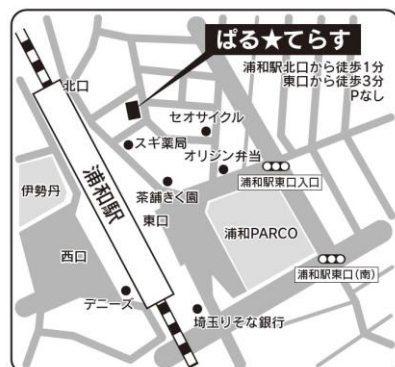 ぱる★てらす
浦和駅北口から徒歩1分
東口から徒歩3分
Pなし
北口
セオサイクル
スギ薬局
オリジン弁当
浦和駅東口入口
伊勢丹
浦和駅
茶舗きく園
東口
浦和PARCO
西口
浦和駅東口(南)
デニーズ
埼玉りそな銀行